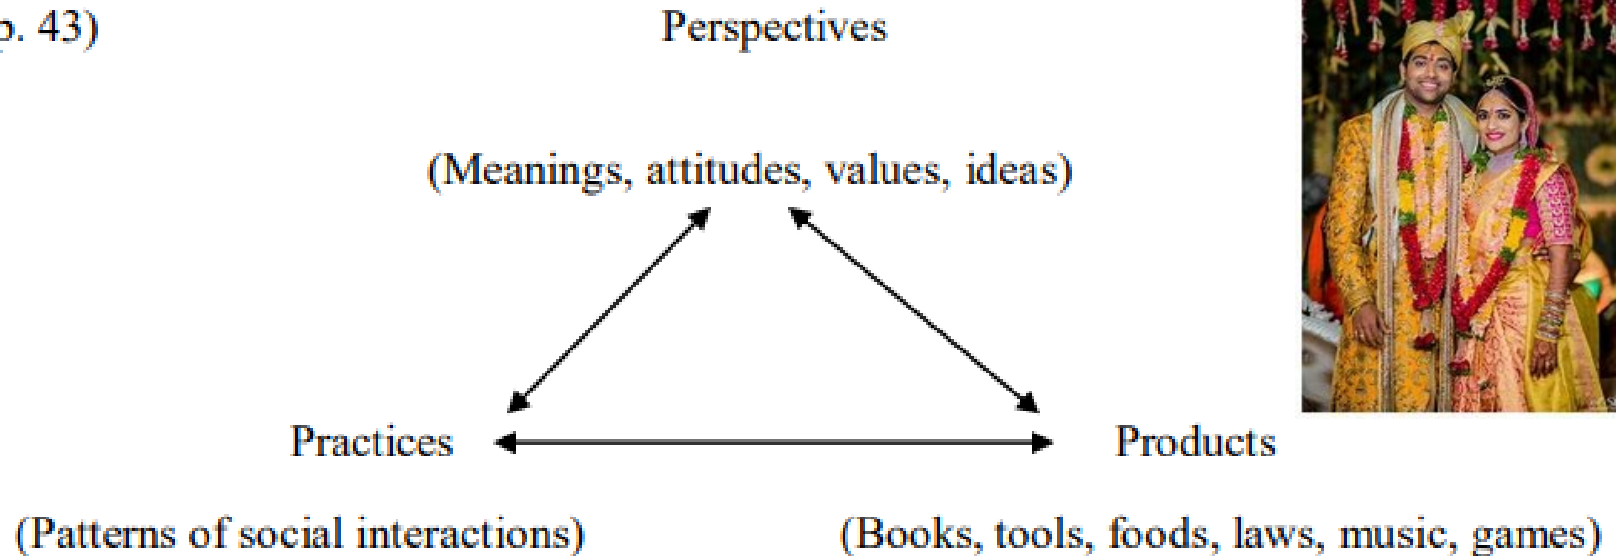 p. 43)
Perspectives
(Meanings, attitudes, values, ideas)
Practices
Products
(Patterns of social interactions)
(Books, tools, foods, laws, music, games)